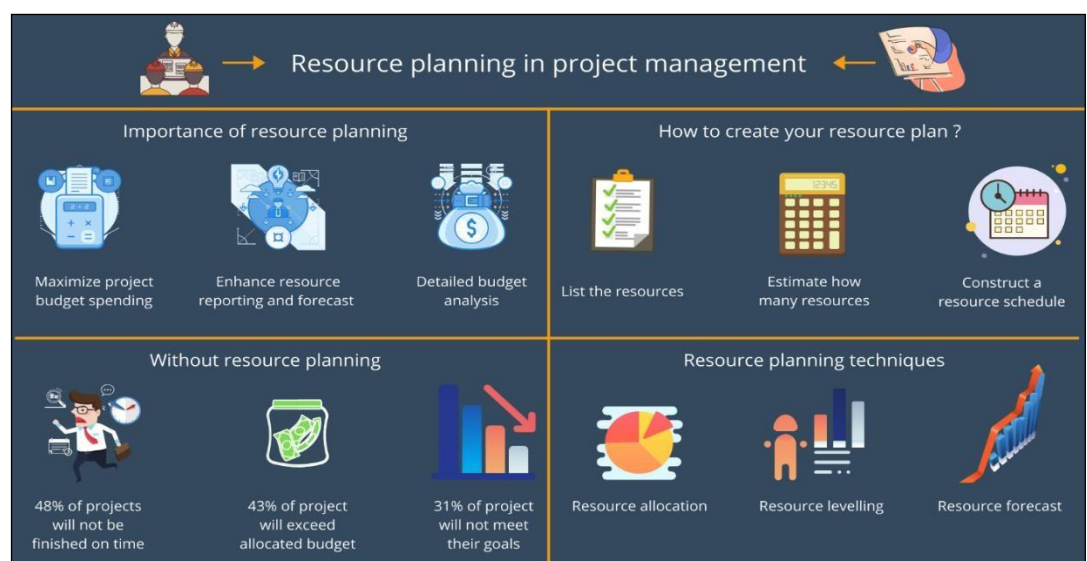 Resource planning in project management
Importance of resource planning
Maximize project
budget spending
Enhance resource
reporting and forecast
Detailed budget
analysis
How to create your resource plan ?
List the resources
12345
Estimate how
many resources
Construct a
resource schedule
Without resource planning
48% of projects
will not be
finished on time
43% of project
will exceed
allocated budget
31% of project
will not meet
their goals
Resource planning techniques
Resource allocation
Resource levelling
Resource forecast